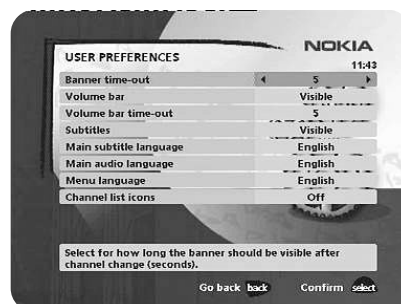 NOKIA
USER PREFERENCES
11:43
Banner time-out 5
Volume bar Visible
Volume bar time-out 5
Subtitles Visible
Main subtitle language English
Main audio language English
Menu language English
Channel list icons Off
Select for how long the banner should be visible after
channel change (seconds).
Go back back Confirm select